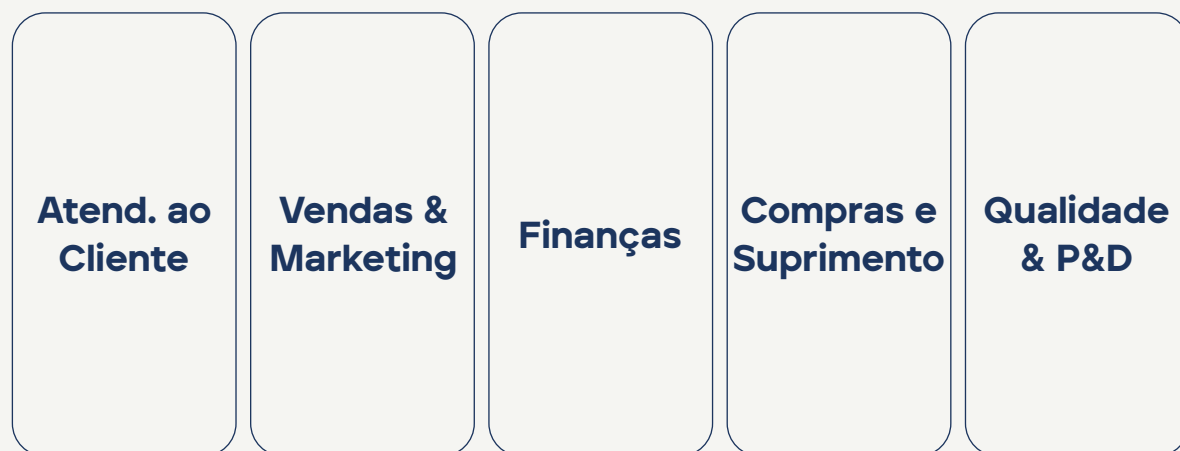 Atend. ao
Cliente
Vendas &
Marketing
Finanças
Compras e
Suprimento
Qualidade
& P&D